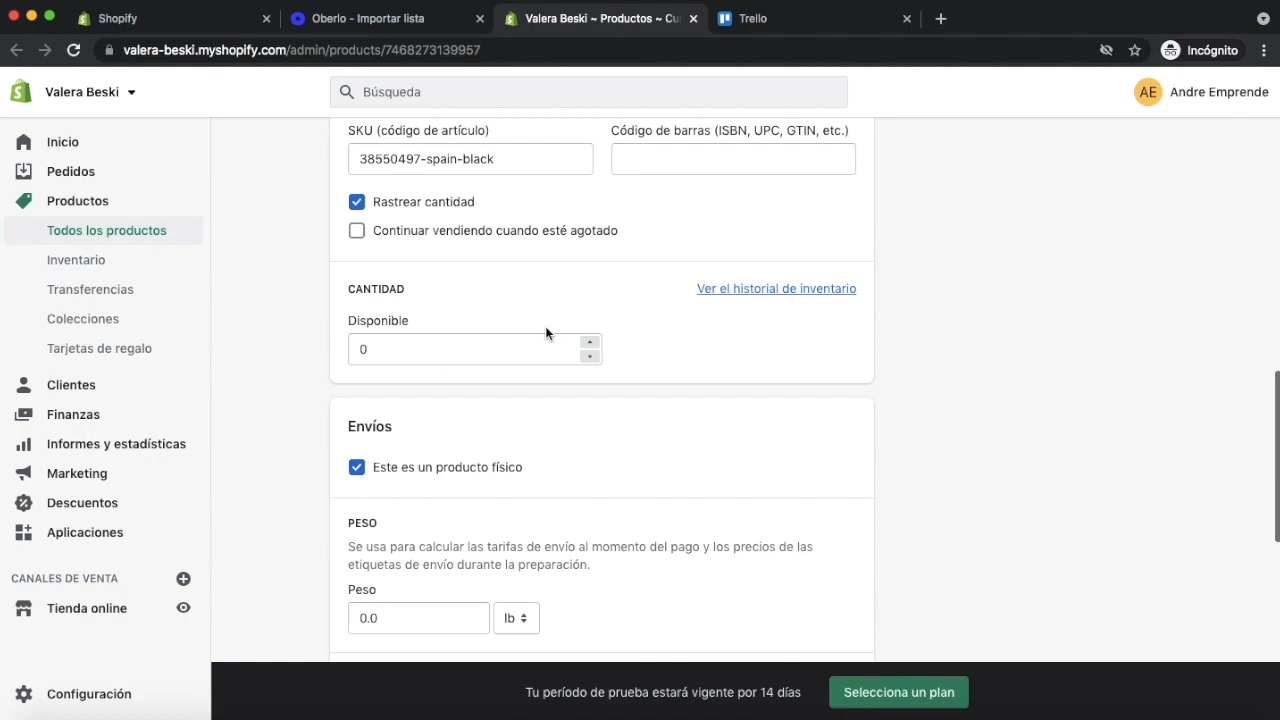 Shopify
Oberlo - Importar lista
Valera Beski ~ Productos ~ Cu
Trello
valera-beski.myshopify.com/admin/products/7468273139957
Incógnito
Valera Beski
Búsqueda
AE
Andre Emprende
Inicio
Pedidos
Productos
Todos los productos
Inventario
Transferencias
Colecciones
Tarjetas de regalo
Clientes
Finanzas
Informes y estadísticas
Marketing
Descuentos
Aplicaciones
CANALES DE VENTA
Tienda online
Configuración
SKU (código de artículo)
Código de barras (ISBN, UPC, GTIN, etc.)
38550497-spain-black
Rastrear cantidad
Continuar vendiendo cuando esté agotado
CANTIDAD
Ver el historial de inventario
Disponible
0
Envíos
Este es un producto físico
PESO
Se usa para calcular las tarifas de envío al momento del pago y los precios de las
etiquetas de envío durante la preparación.
Peso
0.0
lb
Tu período de prueba estará vigente por 14 días
Selecciona un plan